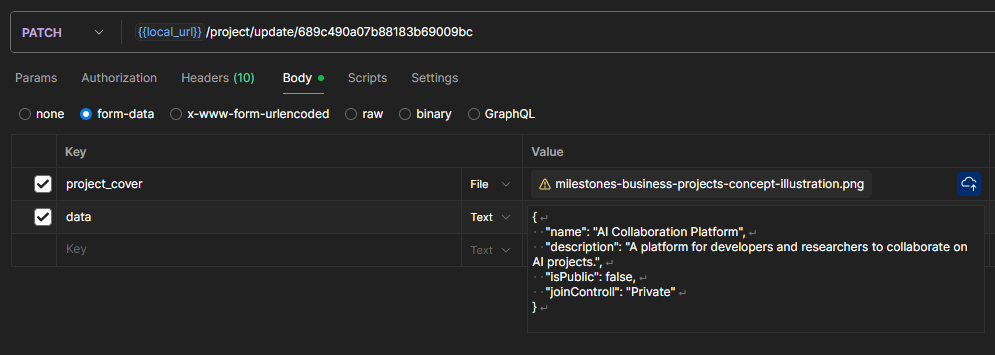 PATCH {{local_url}} /project/update/689c490a07b88183b69009bc
Params Authorization Headers (10) Body Scripts Settings
none form-data x-www-form-urlencoded raw binary GraphQL
Key Value
project_cover File milestones-business-projects-concept-illustration.png
data Text {
"name": "AI Collaboration Platform",
"description": "A platform for developers and researchers to collaborate on
AI projects.",
"isPublic": false,
"joinControll": "Private"
}
Key Text